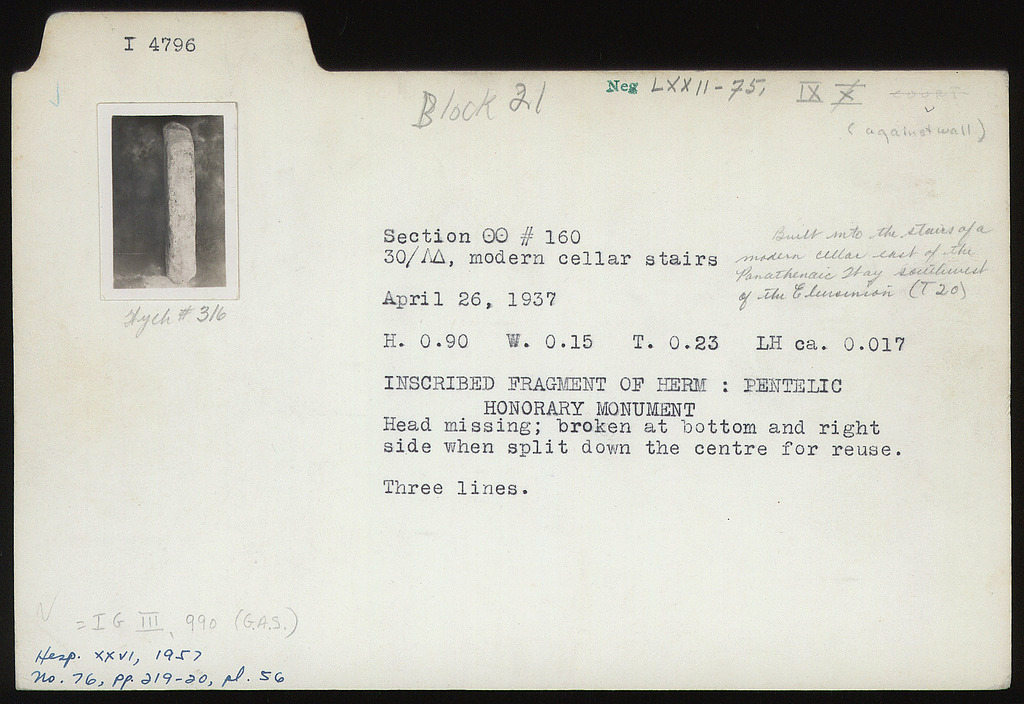 I 4796
Block 21
Neg LXXII-75,
IX X COURT
(against wall)
Section ΘΘ # 160
30/ΛΔ, modern cellar stairs
Built into the stairs of a
modern cellar east of the
Panathenaic Way southwest
of the Eleusinion (T 20)
April 26, 1937
Wych # 316
H. 0.90 W. 0.15 T. 0.23 LH ca. 0.017
INSCRIBED FRAGMENT OF HERM : PENTELIC
HONORARY MONUMENT
Head missing; broken at bottom and right
side when split down the centre for reuse.
Three lines.
= I G III, 990 (G.A.S.)
Hesp. XXVI, 1957
No. 76, pp. 219-20, pl. 56